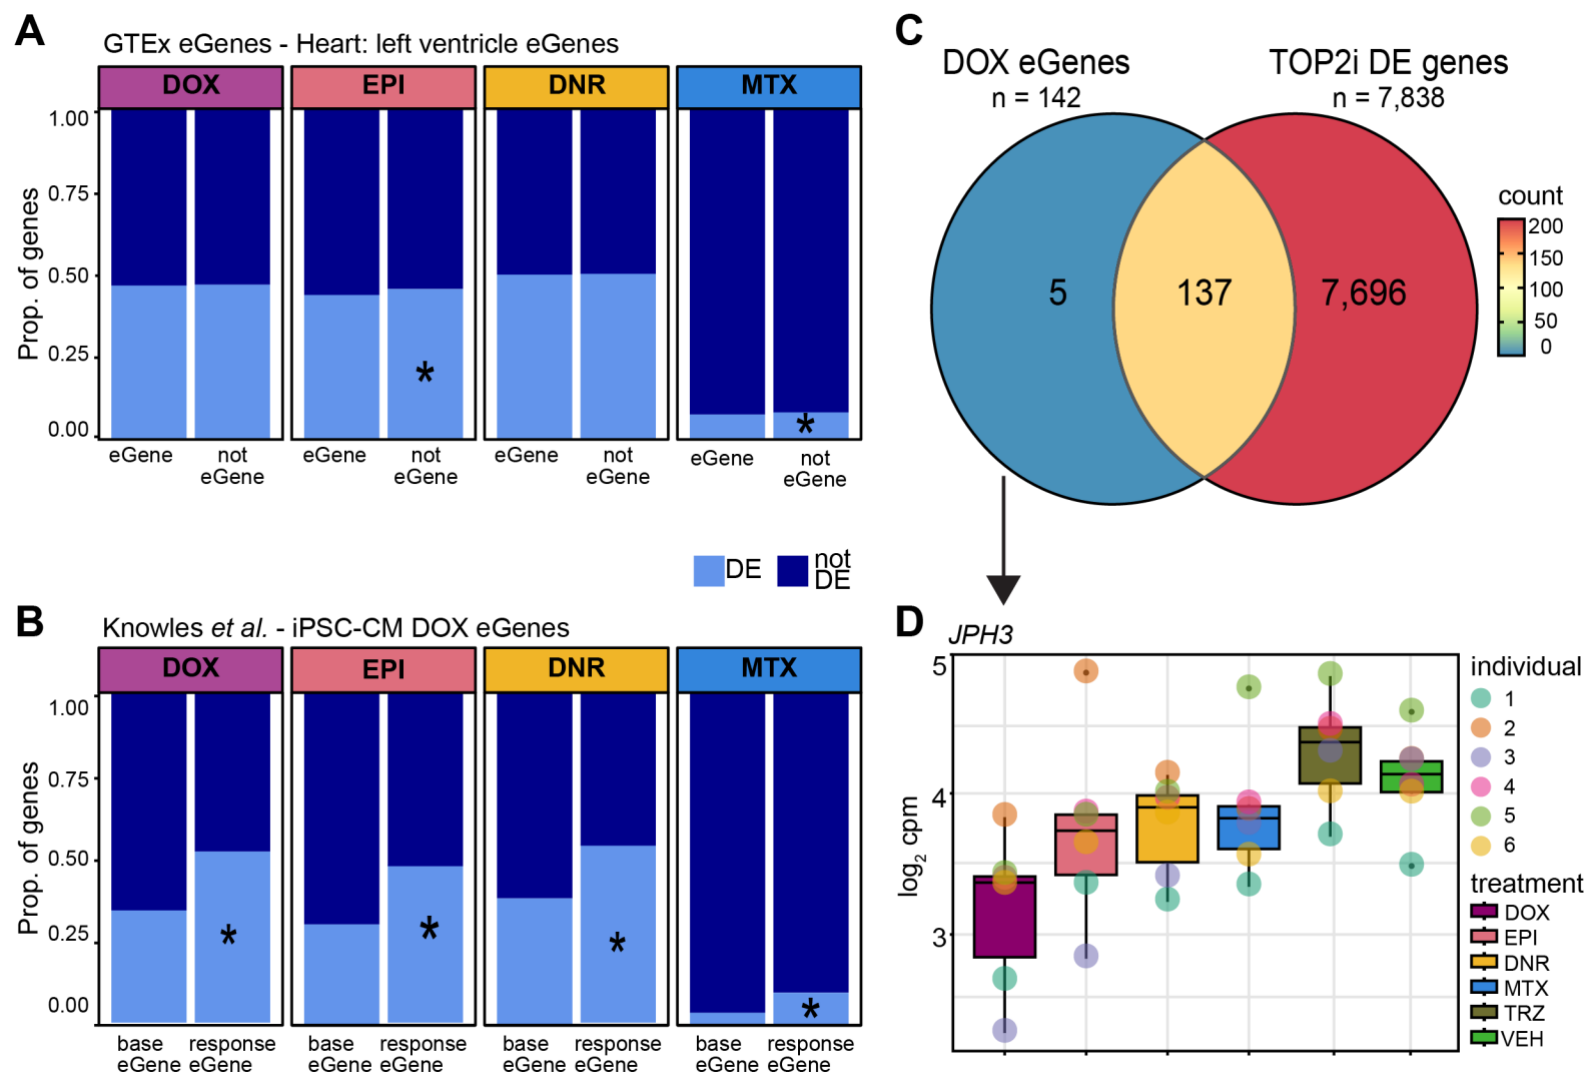 A
GTEx eGenes - Heart: left ventricle eGenes
DOX
EPI
DNR
MTX
Prop. of genes
1.00
0.75
0.50
0.25
0.00
eGene
not
eGene
eGene
not
eGene
eGene
not
eGene
eGene
not
eGene
*
*
DE
not
DE
B
Knowles et al. - iPSC-CM DOX eGenes
DOX
EPI
DNR
MTX
Prop. of genes
1.00
0.75
0.50
0.25
0.00
*
*
*
*
base
eGene
response
eGene
base
eGene
response
eGene
base
eGene
response
eGene
base
eGene
response
eGene
C
DOX eGenes
n = 142
TOP2i DE genes
n = 7,838
5
137
7,696
count
200
150
100
50
0
D
JPH3
log2 cpm
5
4
3
individual
1
2
3
4
5
6
treatment
DOX
EPI
DNR
MTX
TRZ
VEH